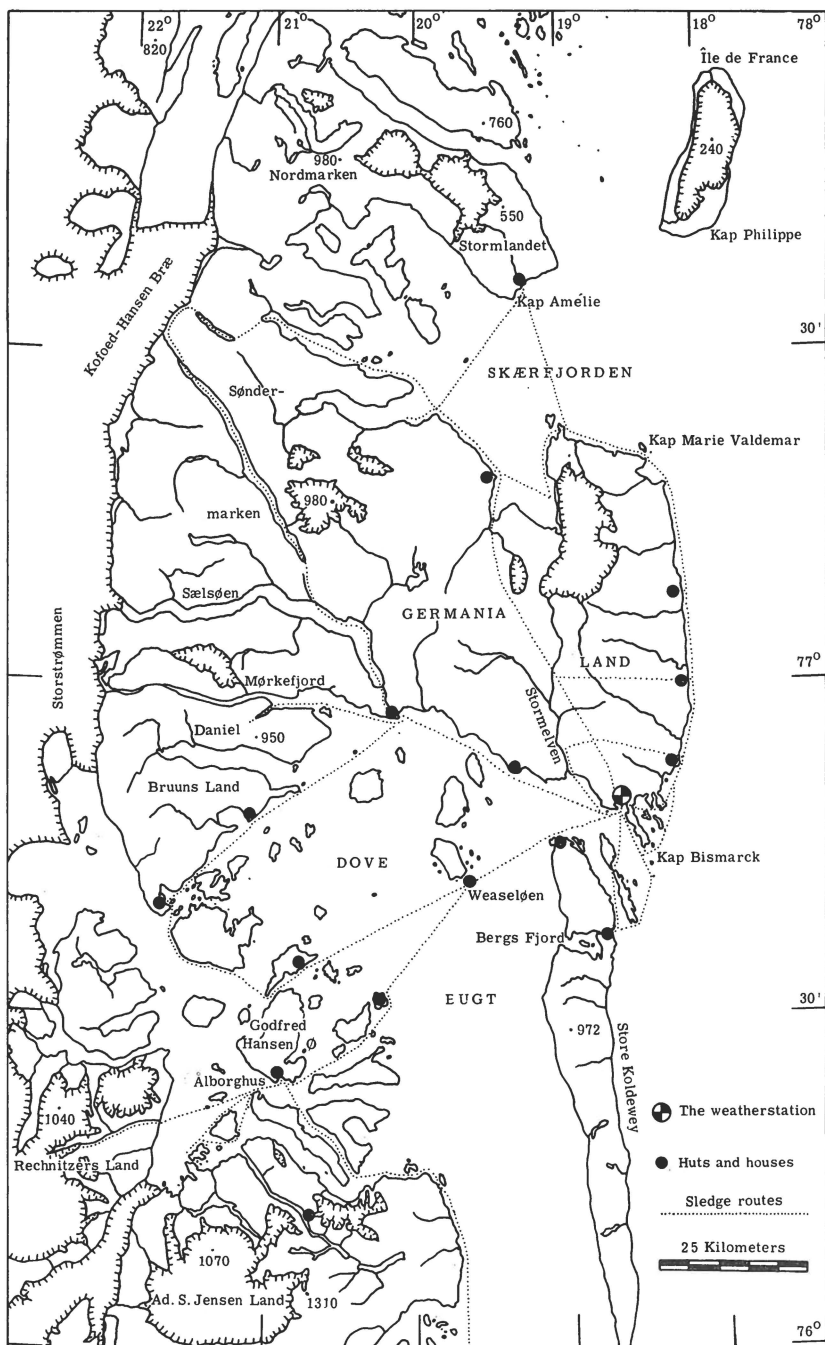 22°
21°
20°
19°
18°
78°
820
Île de France
760
240
980
Nordmarken
550
Stormlandet
Kap Philippe
Kofoed-Hansen Bræ
Kap Amélie
30'
SKÆRFJORDEN
Sønder-
Kap Marie Valdemar
980
marken
Sælsøen
GERMANIA
Storstrømmen
LAND
77°
Mørkefjord
Stormelven
Daniel
950
Bruuns Land
DOVE
Kap Bismarck
Weaseløen
Bergs Fjord
EUGT
30'
Godfred
Hansen Ø
972
Store Koldewey
Alborghus
1040
The weatherstation
Rechnitzers Land
Huts and houses
Sledge routes
25 Kilometers
1070
Ad. S. Jensen Land
1310
76°
21°
20°
19°